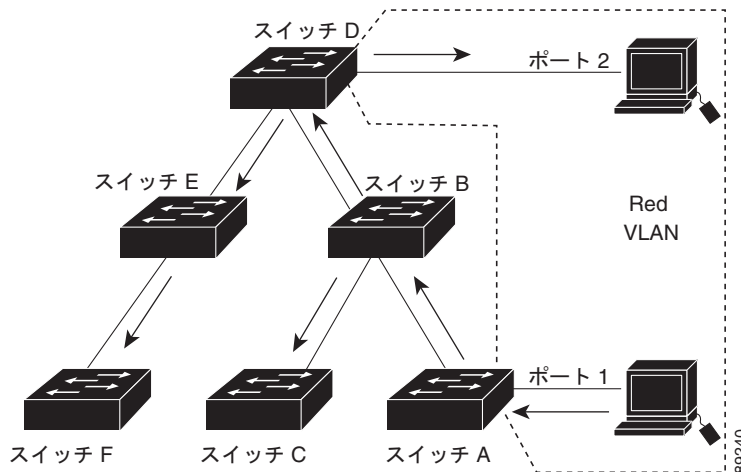 スイッチ D
ポート 2
スイッチ E
スイッチ B
Red
VLAN
ポート 1
スイッチ F
スイッチ C
スイッチ A
89240